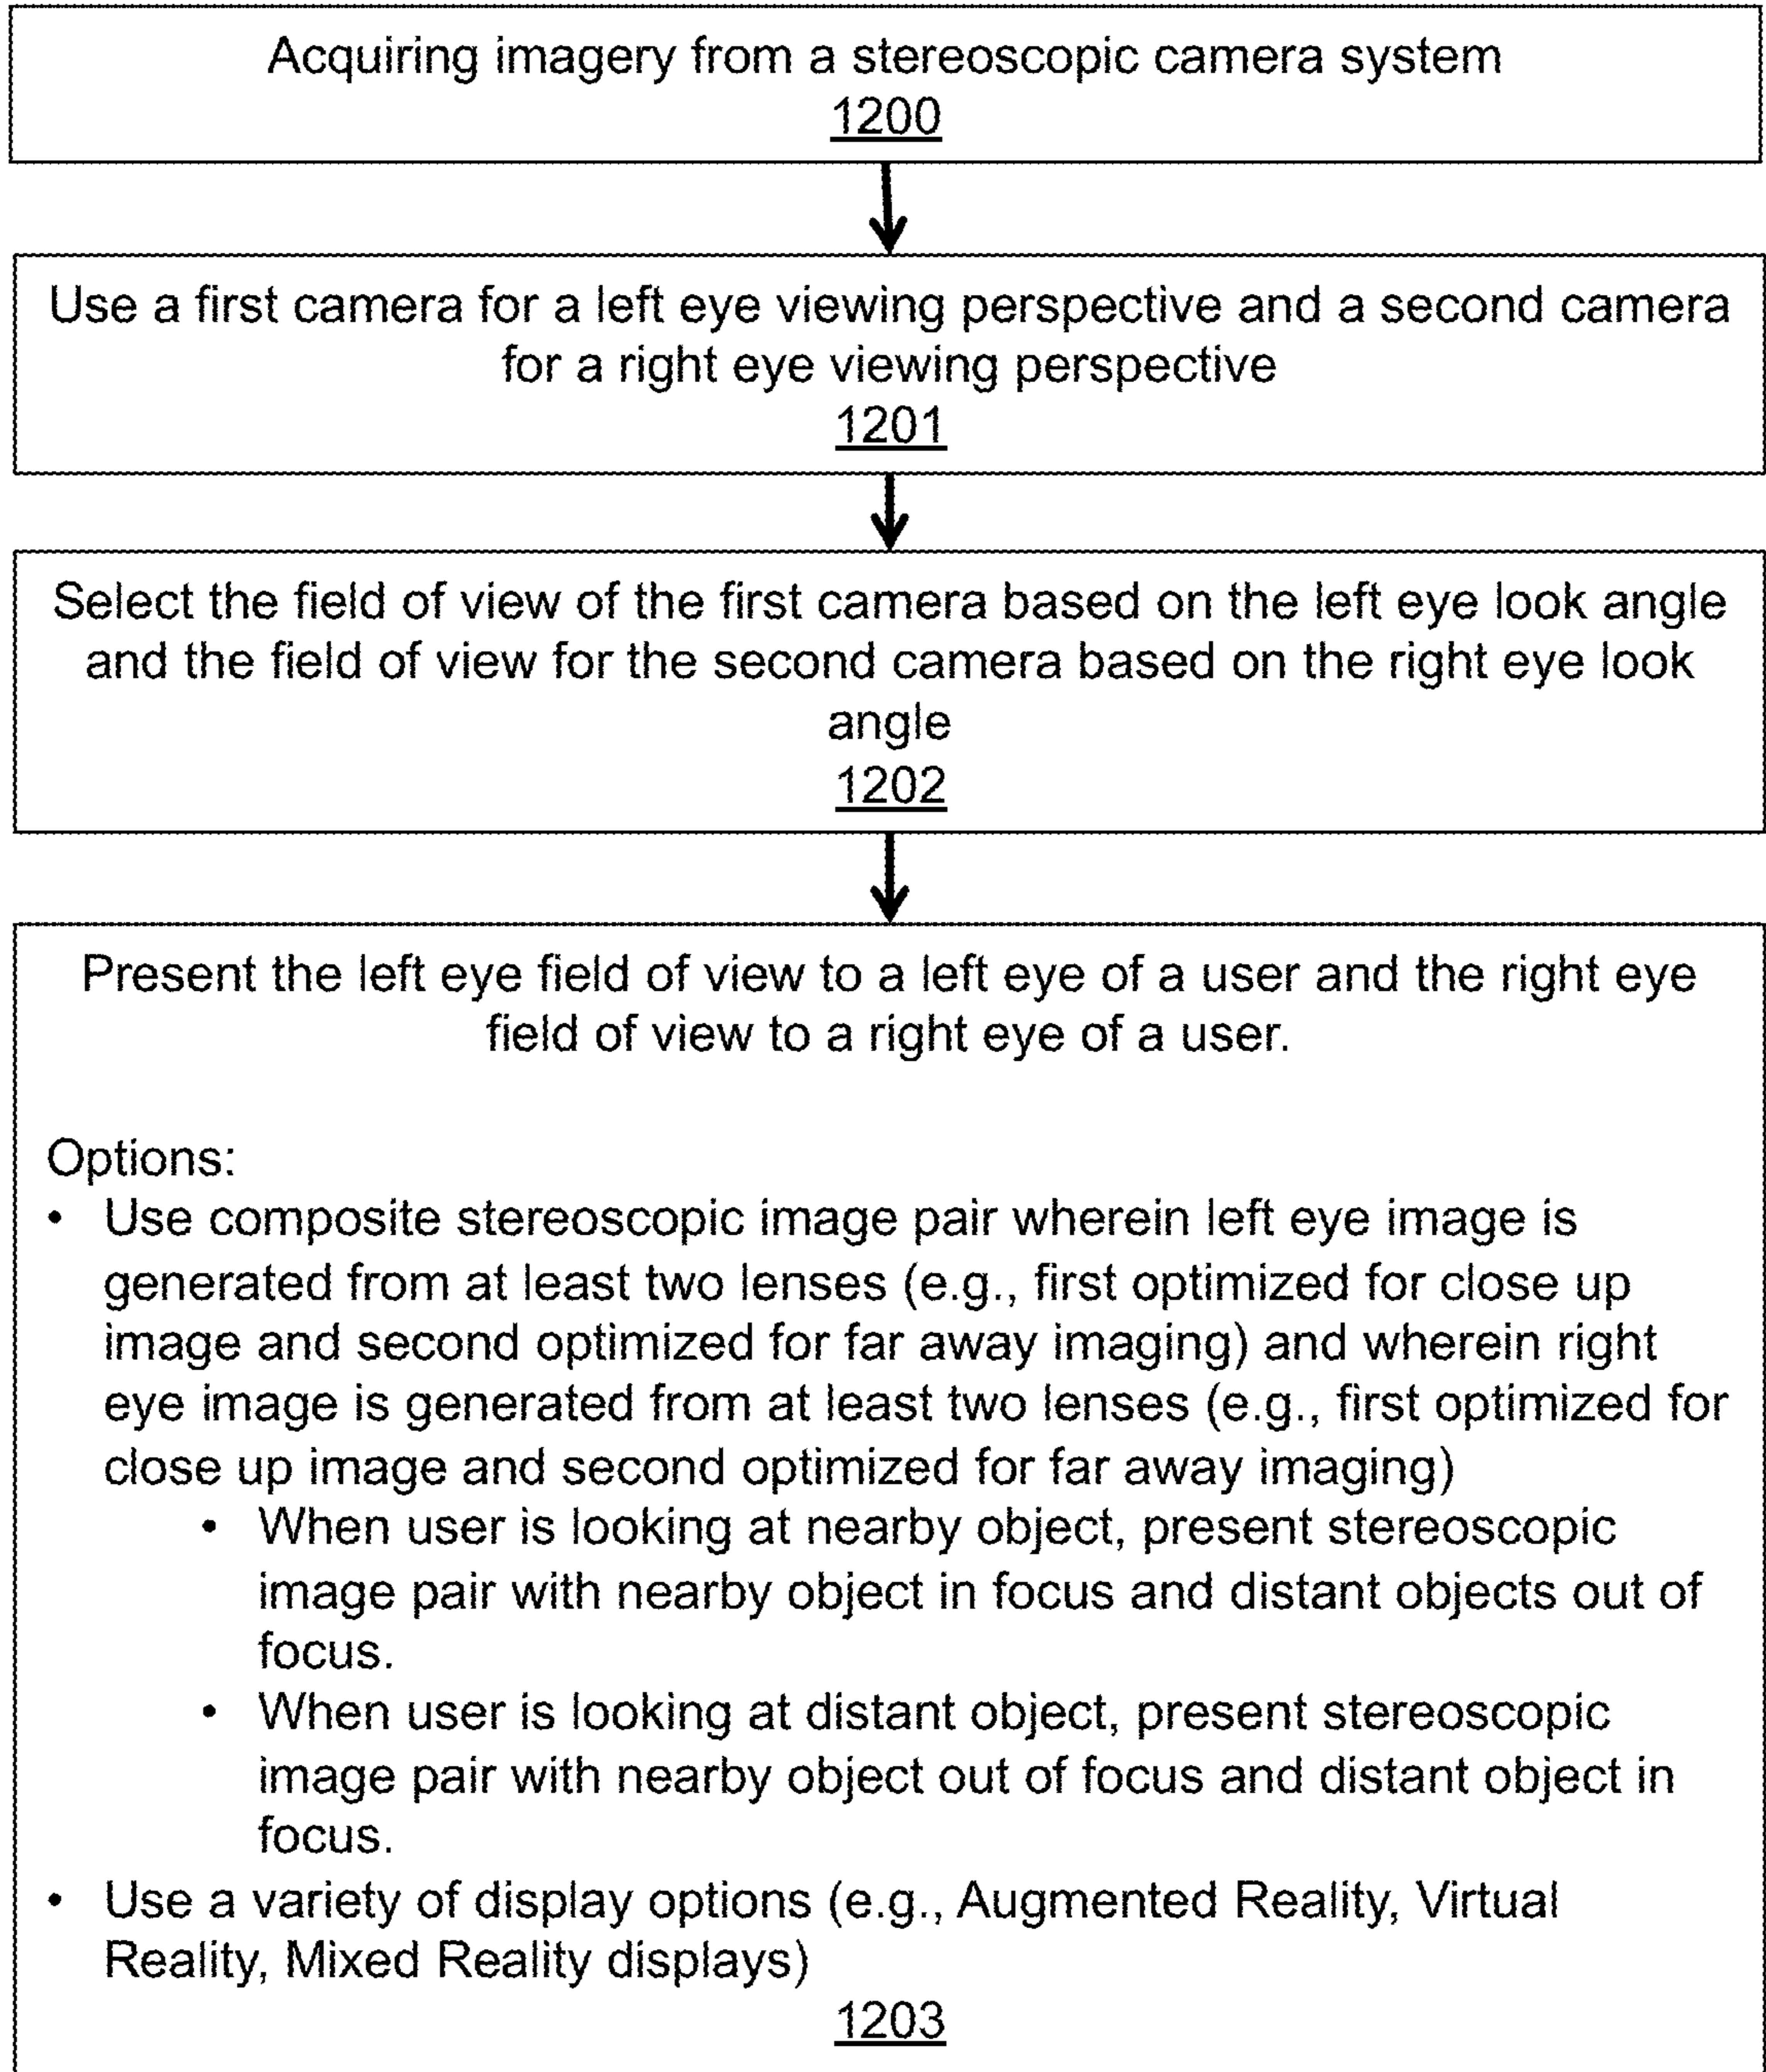 Acquiring imagery from a stereoscopic camera system
1200
Use a first camera for a left eye viewing perspective and a second camera
for a right eye viewing perspective
1201
Select the field of view of the first camera based on the left eye look angle
and the field of view for the second camera based on the right eye look
angle
1202
Present the left eye field of view to a left eye of a user and the right eye
field of view to a right eye of a user.
Options:
• Use composite stereoscopic image pair wherein left eye image is
generated from at least two lenses (e.g., first optimized for close up
image and second optimized for far away imaging) and wherein right
eye image is generated from at least two lenses (e.g., first optimized for
close up image and second optimized for far away imaging)
• When user is looking at nearby object, present stereoscopic
image pair with nearby object in focus and distant objects out of
focus.
• When user is looking at distant object, present stereoscopic
image pair with nearby object out of focus and distant object in
focus.
• Use a variety of display options (e.g., Augmented Reality, Virtual
Reality, Mixed Reality displays)
1203